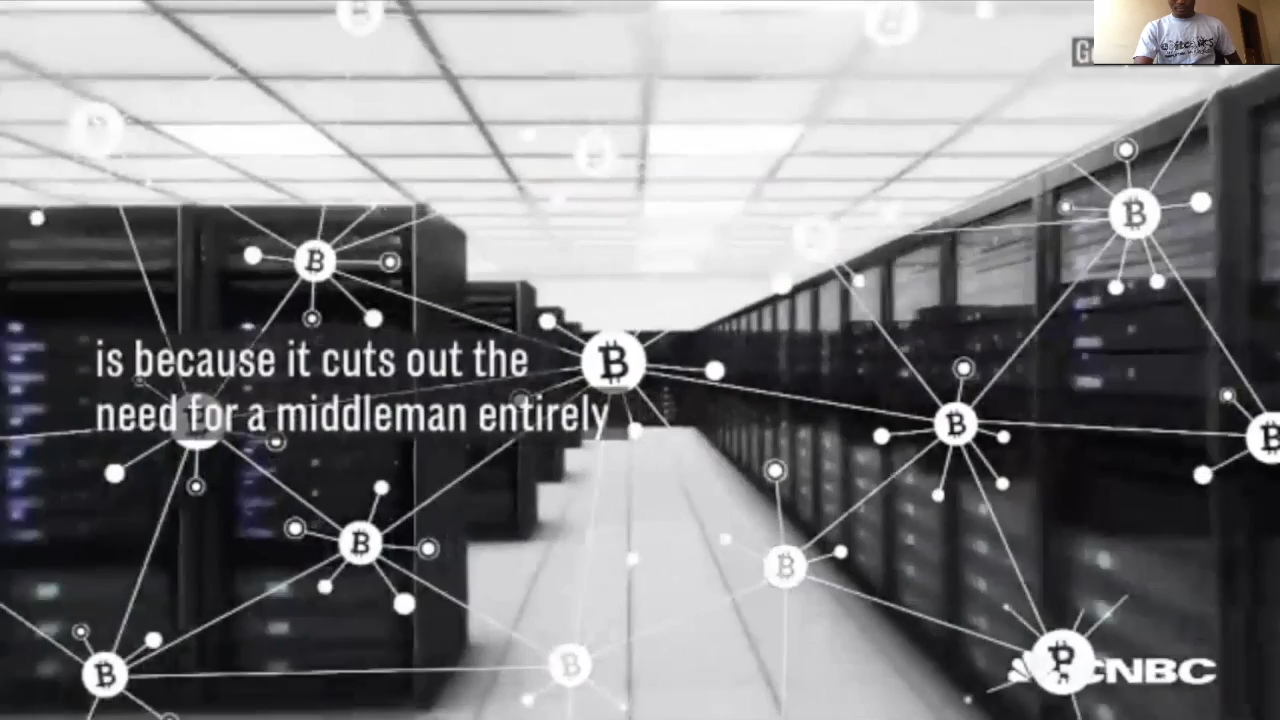 is because it cuts out the
need for a middleman entirely
CNBC